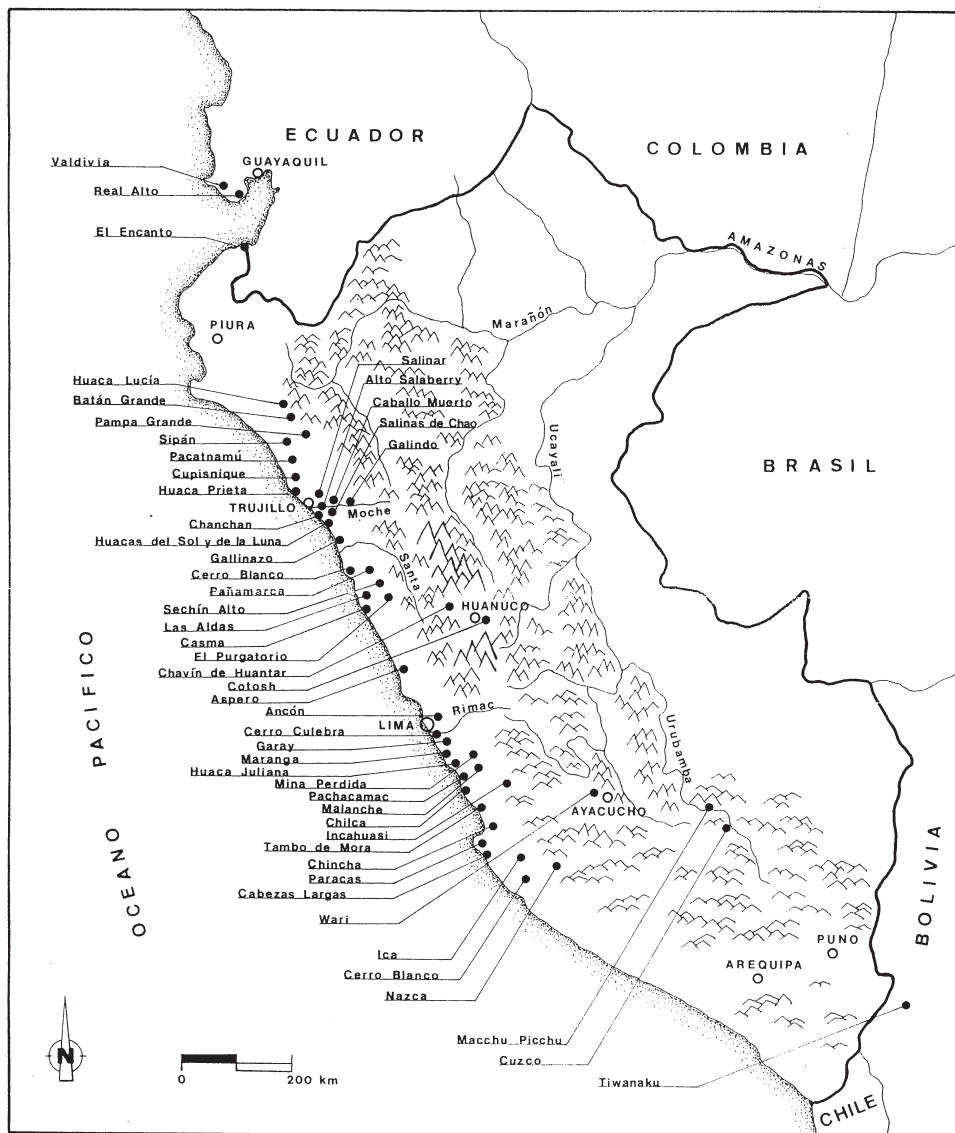 ECUADOR
COLOMBIA
GUAYAQUIL
Valdivia
Real Alto
El Encanto
AMAZONAS
PIURA
Marañón
Salinar
Alto Salaberry
Caballo Muerto
Salinas de Chao
Galindo
Huaca Lucía
Batán Grande
Pampa Grande
Sipán
Pacatnamú
Cupisnique
Huaca Prieta
TRUJILLO
Moche
Ucayali
BRASIL
Chanchan
Huacas del Sol y de la Luna
Gallinazo
Cerro Blanco
Pañamarca
Santa
Sechín Alto
Las Aldas
Casma
El Purgatorio
HUANUCO
Chavín de Huantar
Cotosh
Aspero
Ancón
LIMA
Rimac
Cerro Culebra
Garay
Maranga
Huaca Juliana
Mina Perdida
Pachacamac
Malanche
Chilca
Incahuasi
Tambo de Mora
Chincha
Paracas
Cabezas Largas
Wari
AYACUCHO
Urubamba
OCEANO PACIFICO
Ica
Cerro Blanco
Nazca
PUNO
AREQUIPA
BOLIVIA
Macchu Picchu
Cuzco
Tiwanaku
N
0 200 km
CHILE